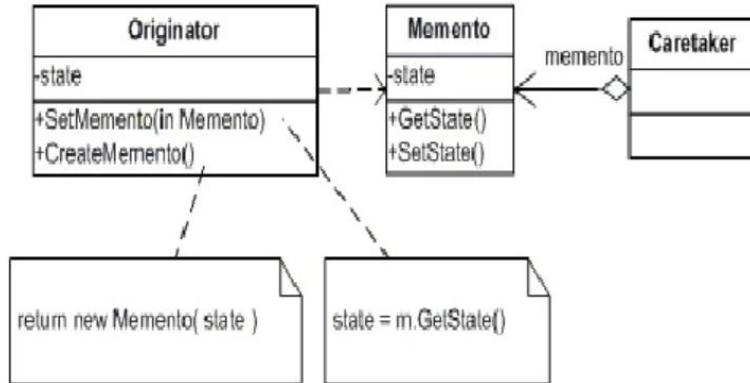 Originator
-state
+SetMemento(in Memento)
+CreateMemento()
Memento
-state
+GetState()
+SetState()
memento
Caretaker
return new Memento( state )
state = m.GetState()